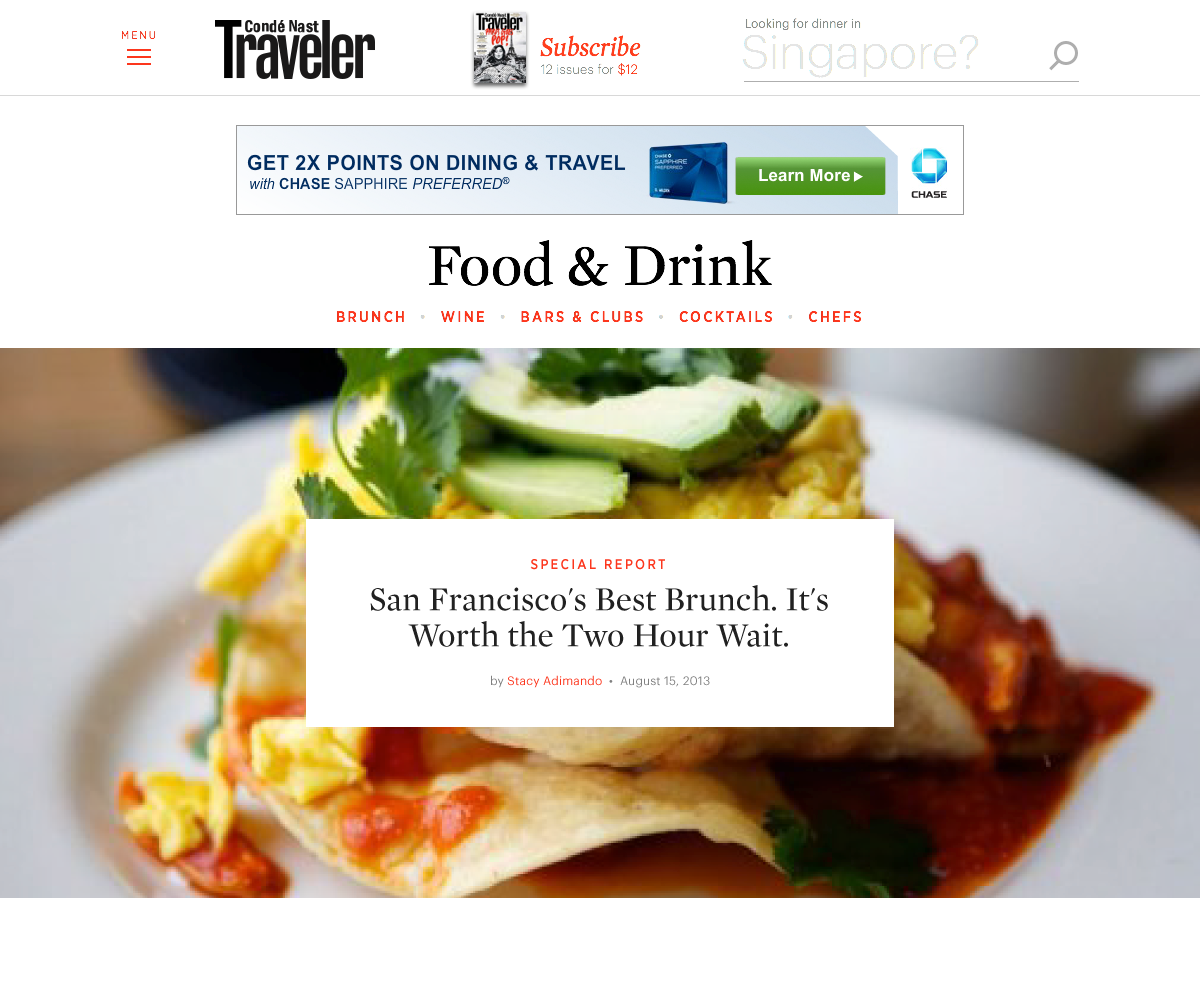 MENU
Condé Nast
Traveler
Traveler
POP!
Subscribe
12 issues for $12
Looking for dinner in
Singapore?
GET 2X POINTS ON DINING & TRAVEL
with CHASE SAPPHIRE PREFERRED®
CHASE
SAPPHIRE
PREFERRED
Learn More
CHASE
Food & Drink
BRUNCH • WINE • BARS & CLUBS • COCKTAILS • CHEFS
SPECIAL REPORT
San Francisco's Best Brunch. It's
Worth the Two Hour Wait.
by Stacy Adimando • August 15, 2013